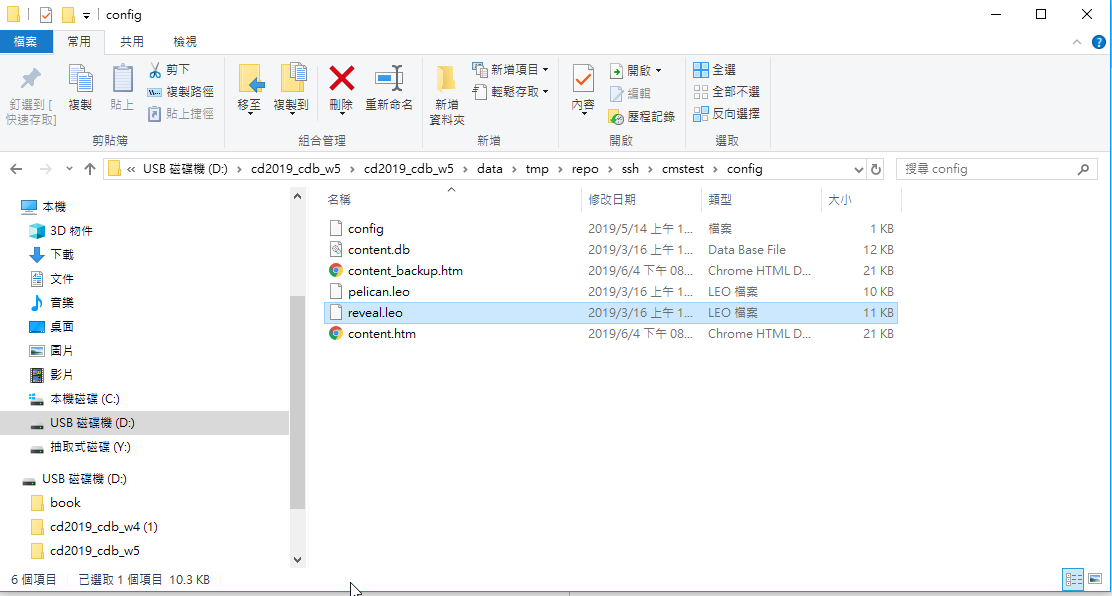 config
檔案 常用 共用 檢視
釘選到 [快速存取]
複製
貼上
剪下
複製路徑
貼上捷徑
剪貼簿
移至
複製到
刪除
重新命名
組合管理
新增資料夾
新增項目
輕鬆存取
新增
內容
開啟
編輯
歷程記錄
開啟
全選
全部不選
反向選擇
選取
« USB 磁碟機 (D:) › cd2019_cdb_w5 › cd2019_cdb_w5 › data › tmp › repo › ssh › cmstest › config
搜尋 config
本機
3D 物件
下載
文件
音樂
桌面
圖片
影片
本機磁碟 (C:)
USB 磁碟機 (D:)
抽取式磁碟 (Y:)
USB 磁碟機 (D:)
book
cd2019_cdb_w4 (1)
cd2019_cdb_w5
名稱 修改日期 類型 大小
config 2019/5/14 上午 1... 檔案 1 KB
content.db 2019/3/16 上午 1... Data Base File 12 KB
content_backup.htm 2019/6/4 下午 08... Chrome HTML D... 21 KB
pelican.leo 2019/3/16 上午 1... LEO 檔案 10 KB
reveal.leo 2019/3/16 上午 1... LEO 檔案 11 KB
content.htm 2019/6/4 下午 08... Chrome HTML D... 21 KB
6 個項目 已選取 1 個項目 10.3 KB